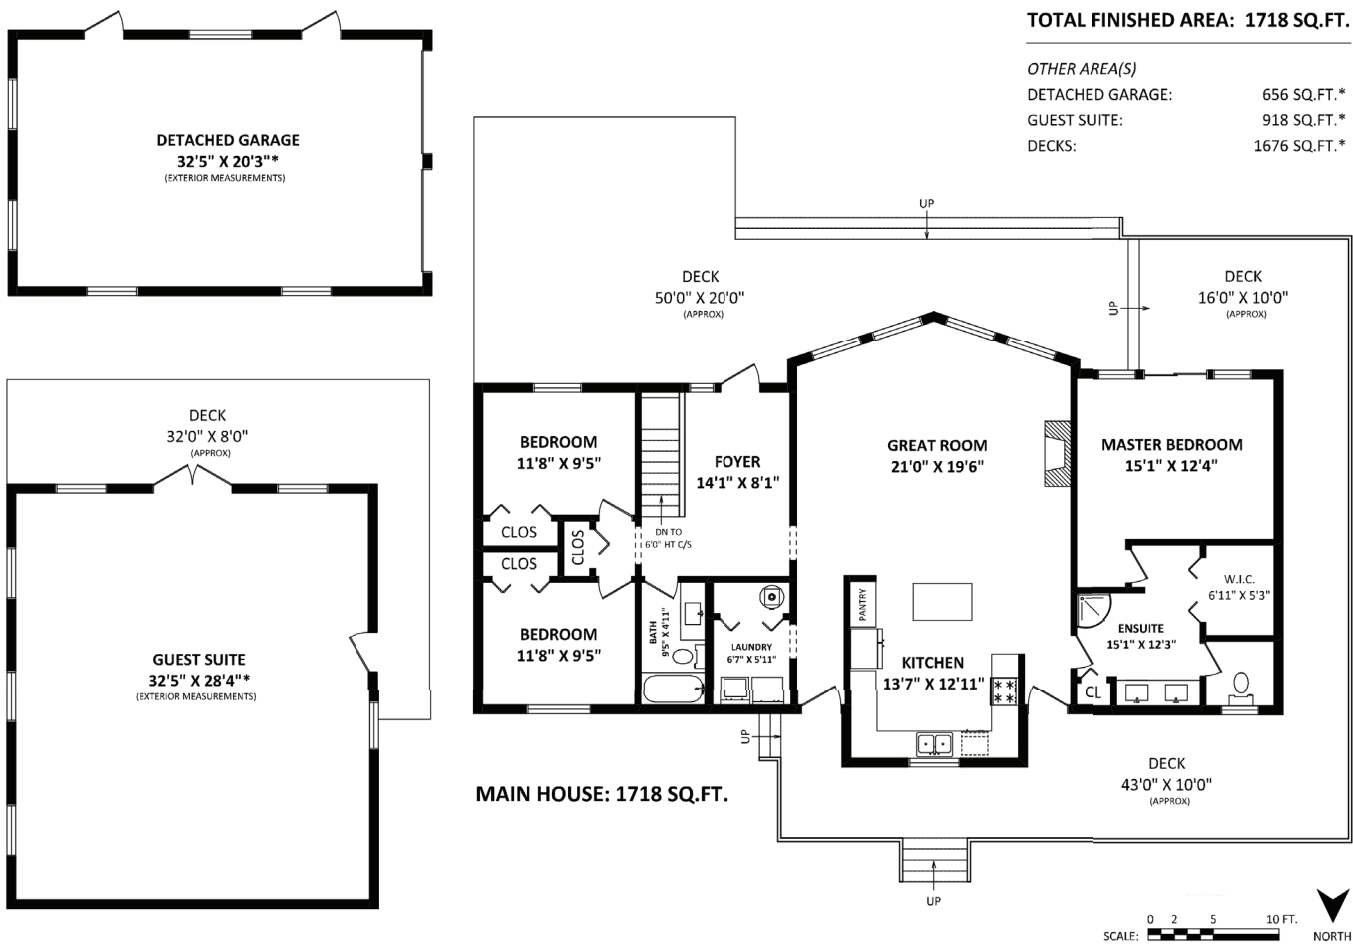 TOTAL FINISHED AREA: 1718 SQ.FT.
OTHER AREA(S)
DETACHED GARAGE: 656 SQ.FT.*
GUEST SUITE: 918 SQ.FT.*
DECKS: 1676 SQ.FT.*
DETACHED GARAGE
32'5" X 20'3"*
(EXTERIOR MEASUREMENTS)
UP
DECK
50'0" X 20'0"
(APPROX)
UP
DECK
16'0" X 10'0"
(APPROX)
DECK
32'0" X 8'0"
(APPROX)
BEDROOM
11'8" X 9'5"
CLOS
CLOS
CLOS
FOYER
14'1" X 8'1"
DN TO
6'0" HT C/S
GREAT ROOM
21'0" X 19'6"
MASTER BEDROOM
15'1" X 12'4"
W.I.C.
6'11" X 5'3"
PANTRY
BEDROOM
11'8" X 9'5"
BATH
9'5" X 4'11"
LAUNDRY
6'7" X 5'11"
KITCHEN
13'7" X 12'11"
ENSUITE
15'1" X 12'3"
CL
GUEST SUITE
32'5" X 28'4"*
(EXTERIOR MEASUREMENTS)
UP
MAIN HOUSE: 1718 SQ.FT.
DECK
43'0" X 10'0"
(APPROX)
UP
0 2 5 10 FT.
SCALE:
NORTH